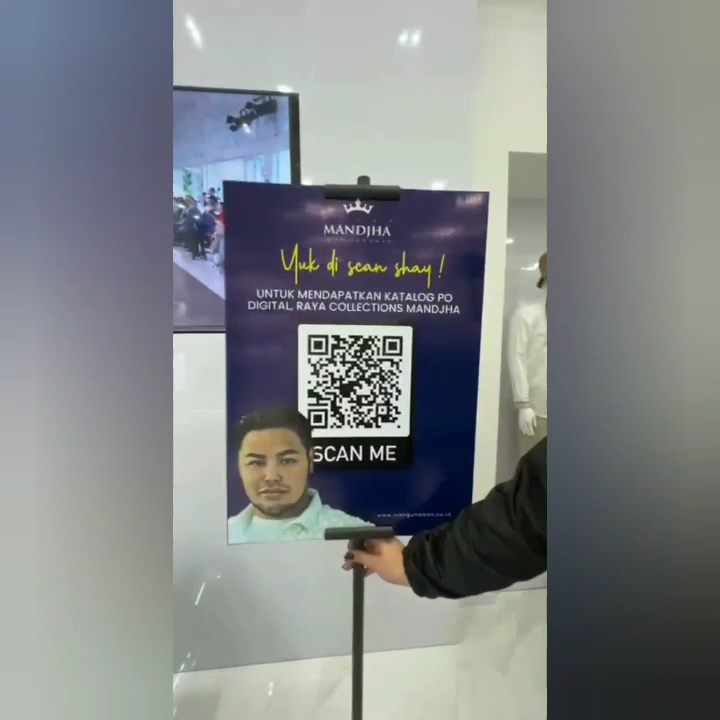 MANDJHA
Yuk di scan shay!
UNTUK MENDAPATKAN KATALOG PO
DIGITAL, RAYA COLLECTIONS MANDJHA
SCAN ME